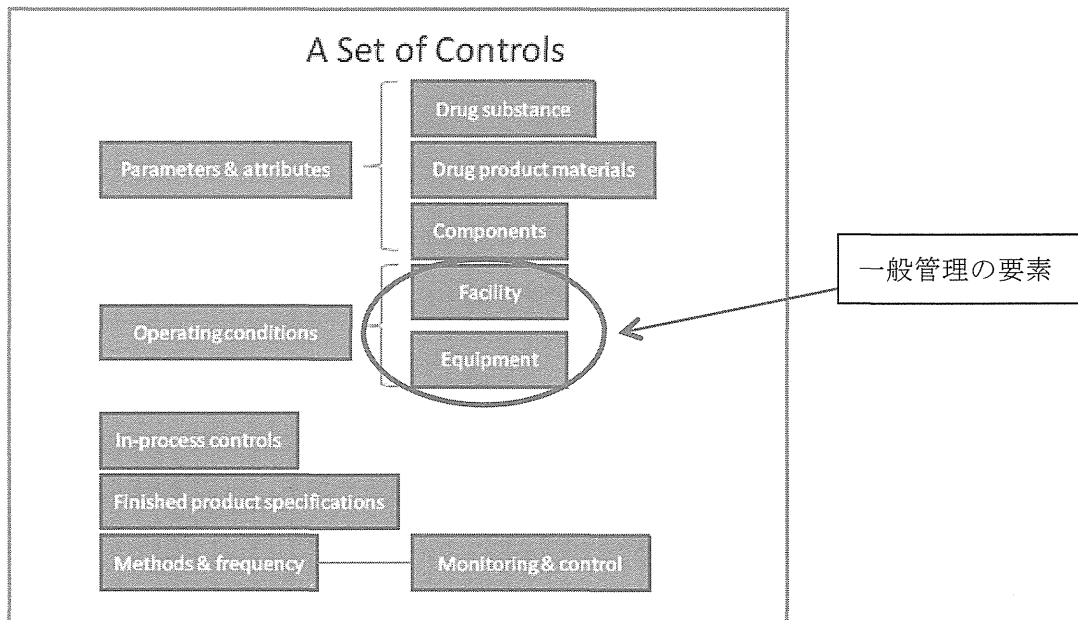 A Set of Controls
Drug substance
Parameters & attributes
Drug product materials
Components
Facility
Operating conditions
Equipment
In-process controls
Finished product specifications
Methods & frequency
Monitoring & control
一般管理の要素